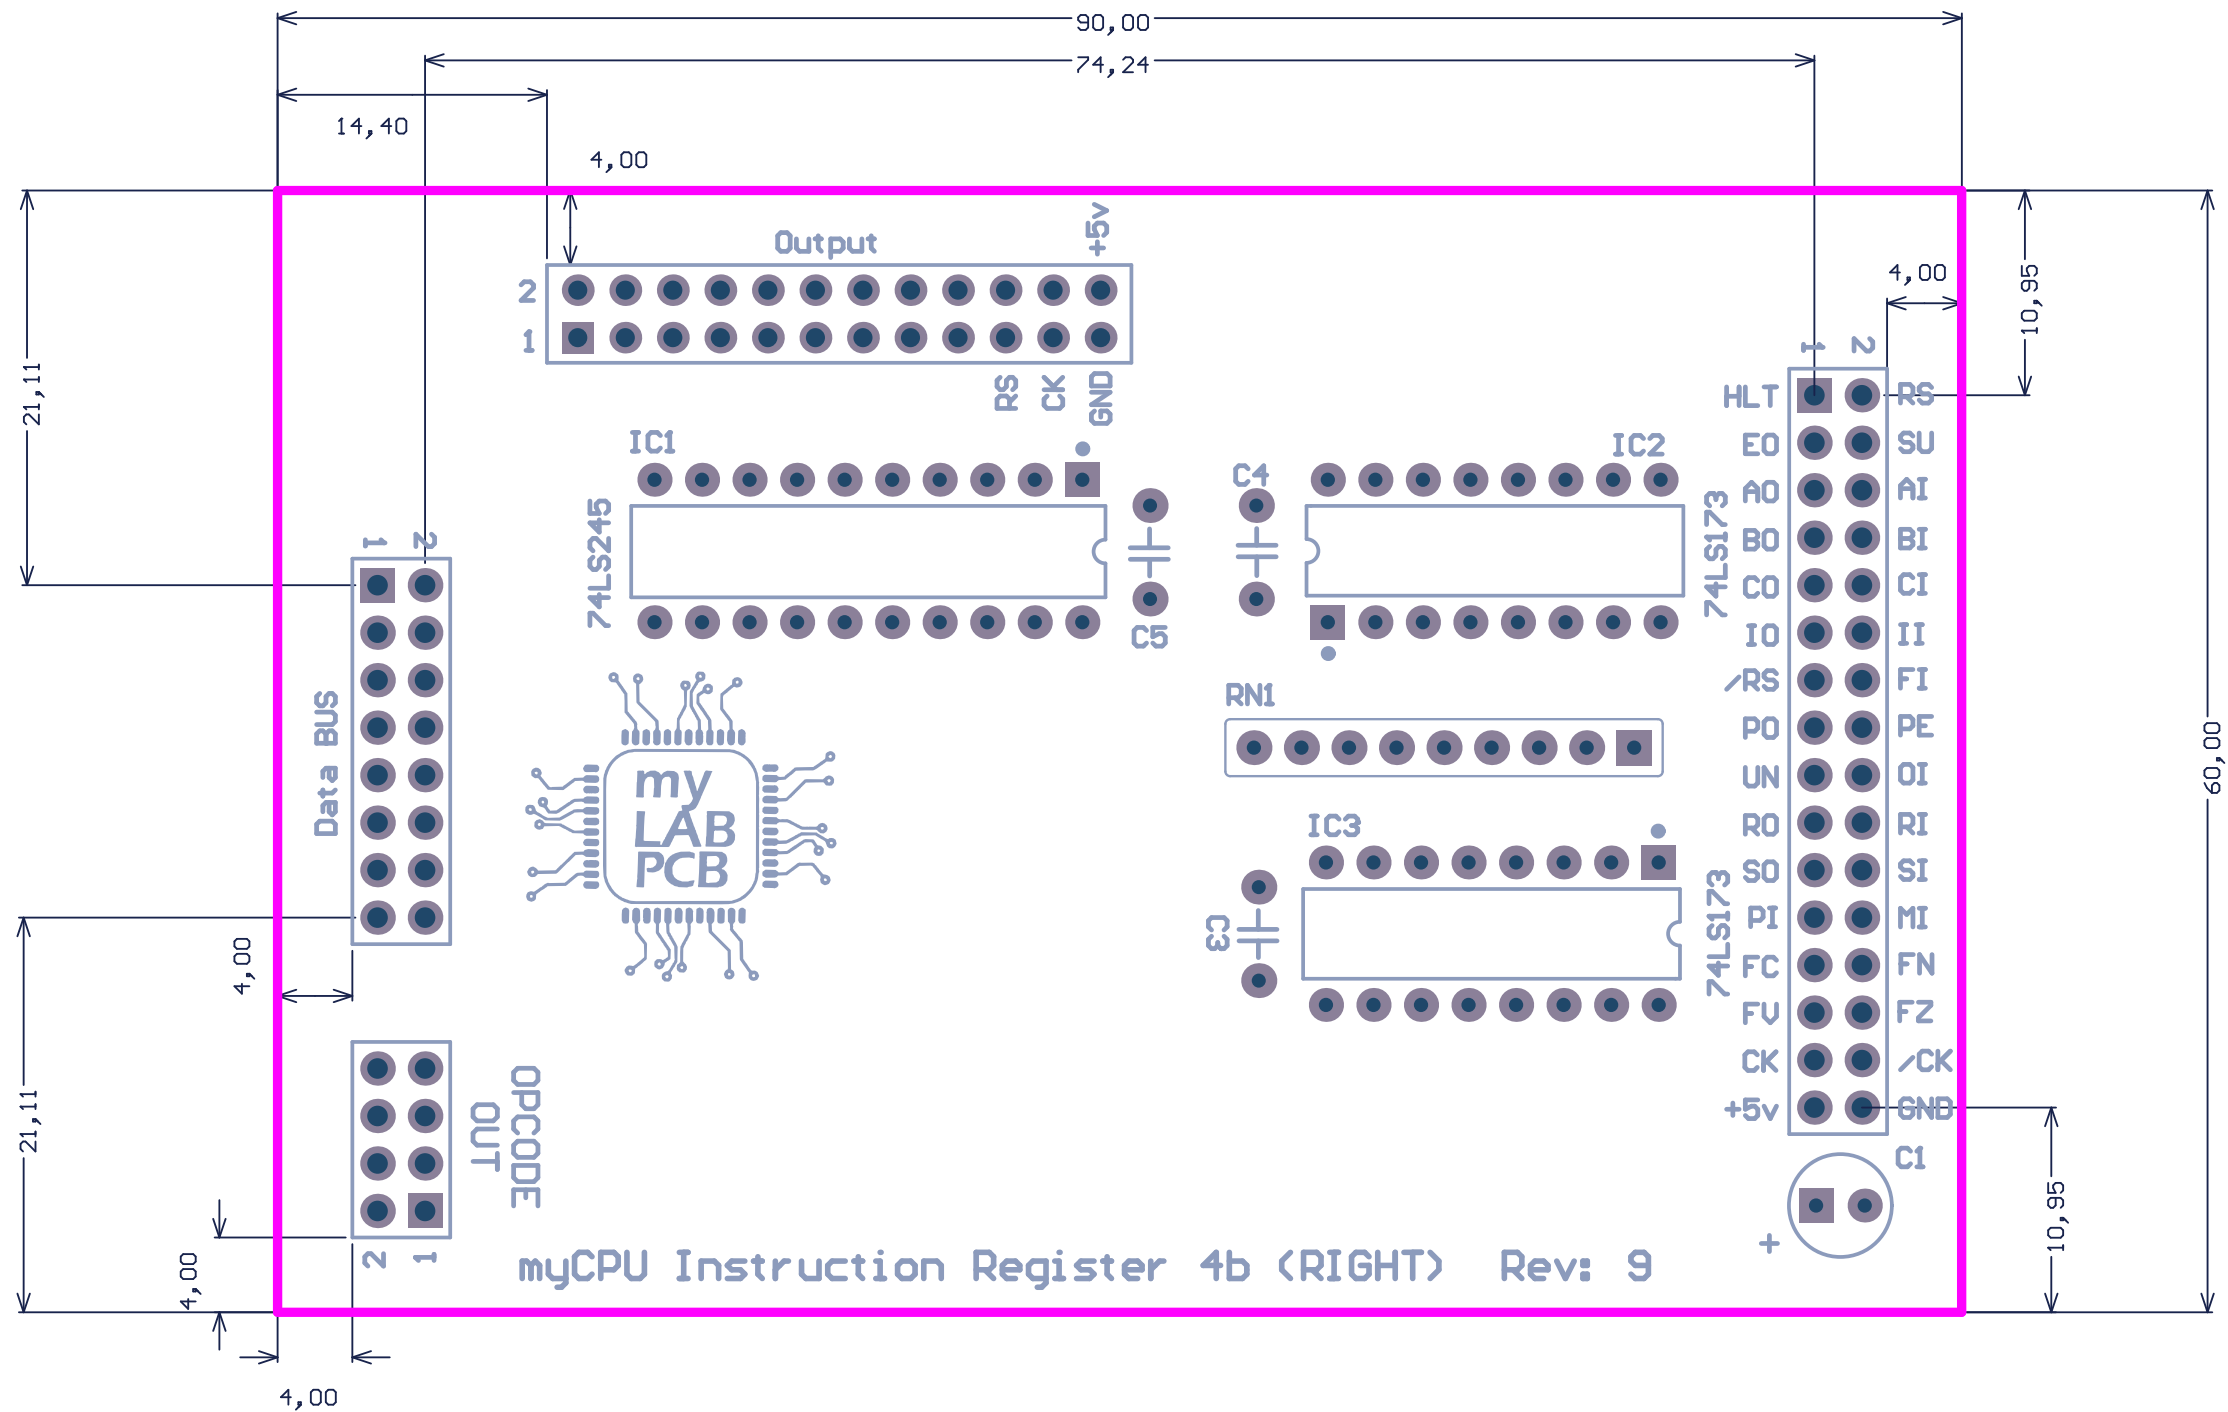 90,00
74,24
14,40
4,00
Output
+5v
2
1
RS
CK
GND
4,00
10,95
21,11
1
2
HLT
RS
EO
SU
AO
AI
BO
BI
CO
CI
IO
II
/RS
FI
PO
PE
UN
OI
RO
RI
SO
SI
PI
MI
FC
FN
FV
FZ
CK
/CK
+5v
GND
IC1
74LS245
C5
C4
IC2
74LS173
RN1
IC3
74LS173
C3
1
2
Data BUS
my
LAB
PCB
60,00
21,11
4,00
OPCODE
OUT
2
1
4,00
4,00
10,95
C1
+
myCPU Instruction Register 4b (RIGHT) Rev: 9